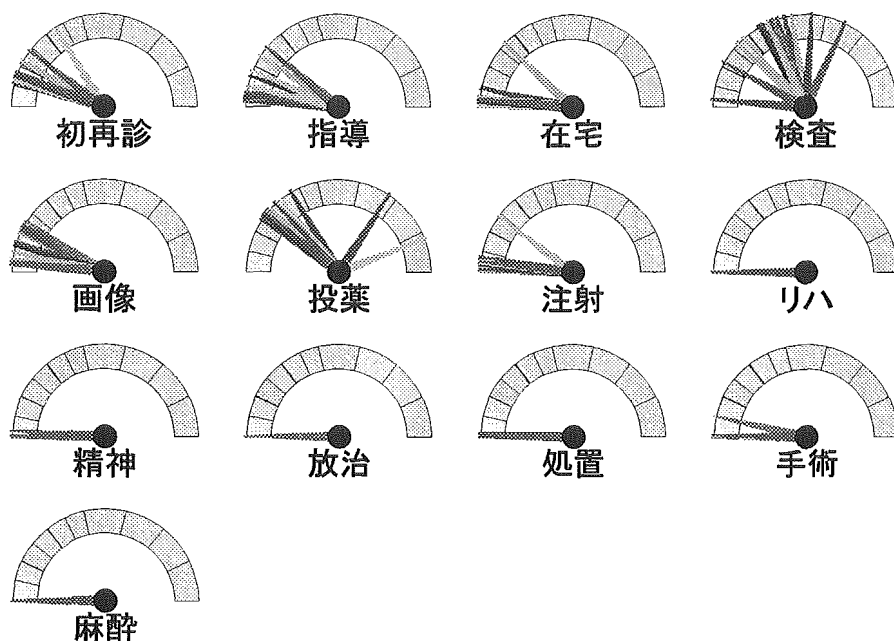 初再診 指導 在宅 検査
画像 投薬 注射 リハ
精神 放治 処置 手術
麻酔